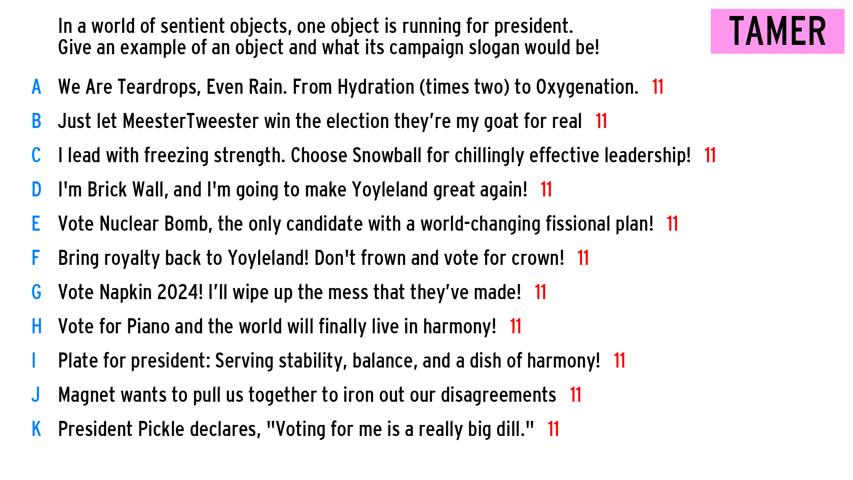 In a world of sentient objects, one object is running for president.
Give an example of an object and what its campaign slogan would be!
TAMER
A We Are Teardrops, Even Rain. From Hydration (times two) to Oxygenation. 11
B Just let MeesterTweester win the election they're my goat for real 11
C I lead with freezing strength. Choose Snowball for chillingly effective leadership! 11
D I'm Brick Wall, and I'm going to make Yoyleland great again! 11
E Vote Nuclear Bomb, the only candidate with a world-changing fissional plan! 11
F Bring royalty back to Yoyleland! Don't frown and vote for crown! 11
G Vote Napkin 2024! I'll wipe up the mess that they've made! 11
H Vote for Piano and the world will finally live in harmony! 11
I Plate for president: Serving stability, balance, and a dish of harmony! 11
J Magnet wants to pull us together to iron out our disagreements 11
K President Pickle declares, "Voting for me is a really big dill." 11